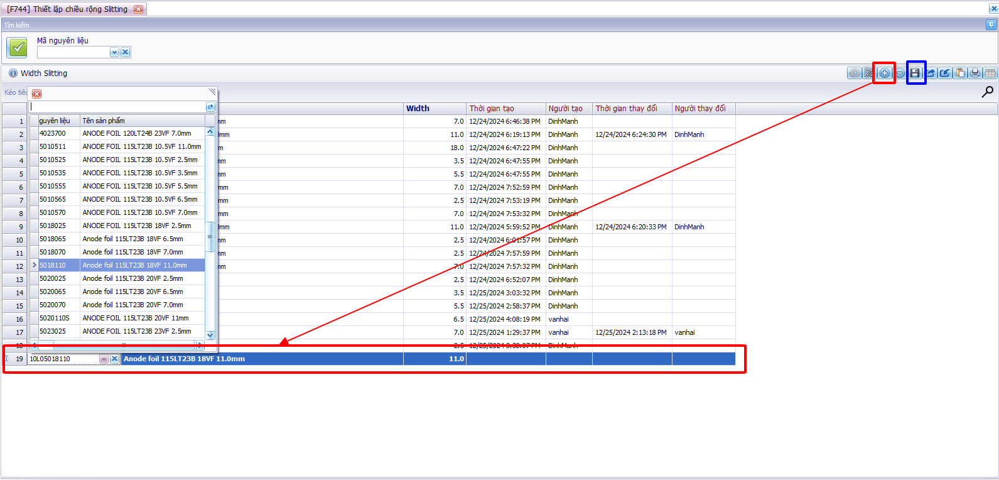 [F744] Thiết lập chiều rộng Slitting
Tìm kiếm
Mã nguyên liệu
Width Slitting
Kéo tiêu
guyên liệu Tên sản phẩm
4023700 ANODE FOIL 120LT24B 23VF 7.0mm
5010511 ANODE FOIL 115LT23B 10.5VF 11.0mm
5010525 ANODE FOIL 115LT23B 10.5VF 2.5mm
5010535 ANODE FOIL 115LT23B 10.5VF 3.5mm
5010555 ANODE FOIL 115LT23B 10.5VF 5.5mm
5010565 ANODE FOIL 115LT23B 10.5VF 6.5mm
5010570 ANODE FOIL 115LT23B 10.5VF 7.0mm
5018025 ANODE FOIL 115LT23B 18VF 2.5mm
5018065 Anode foil 115LT23B 18VF 6.5mm
5018070 Anode foil 115LT23B 18VF 7.0mm
5018110 Anode foil 115LT23B 18VF 11.0mm
5020025 Anode foil 115LT23B 20VF 2.5mm
5020065 Anode foil 115LT23B 20VF 6.5mm
5020070 Anode foil 115LT23B 20VF 7.0mm
5020110S ANODE FOIL 115LT23B 20VF 11mm
5023025 ANODE FOIL 115LT23B 23VF 2.5mm
Width Thời gian tạo Người tạo Thời gian thay đổi Người thay đổi
1 mm 7.0 12/24/2024 6:46:38 PM DinhManh
2 0mm 11.0 12/24/2024 6:19:13 PM DinhManh 12/24/2024 6:24:30 PM DinhManh
3 m 18.0 12/24/2024 6:47:22 PM DinhManh
4 mm 3.5 12/24/2024 6:47:55 PM DinhManh
5 mm 5.5 12/24/2024 6:47:55 PM DinhManh
6 0mm 7.0 12/24/2024 7:52:59 PM DinhManh
7 mm 2.5 12/24/2024 7:53:19 PM DinhManh
8 mm 7.0 12/24/2024 7:53:32 PM DinhManh
9 0mm 11.0 12/24/2024 5:59:52 PM DinhManh 12/24/2024 6:20:33 PM DinhManh
10 mm 2.5 12/24/2024 6:01:57 PM DinhManh
11 mm 2.5 12/24/2024 7:57:59 PM DinhManh
12 mm 7.0 12/24/2024 7:57:32 PM DinhManh
13 2.5 12/24/2024 6:52:07 PM DinhManh
14 3.5 12/25/2024 3:03:32 PM DinhManh
15 5.5 12/25/2024 2:58:37 PM DinhManh
16 6.5 12/25/2024 4:08:19 PM vanhai
17 7.0 12/25/2024 1:29:37 PM vanhai 12/25/2024 2:13:18 PM vanhai
18 2.5 12/25/2024 DinhManh
19 10L05018110 Anode foil 115LT23B 18VF 11.0mm 11.0